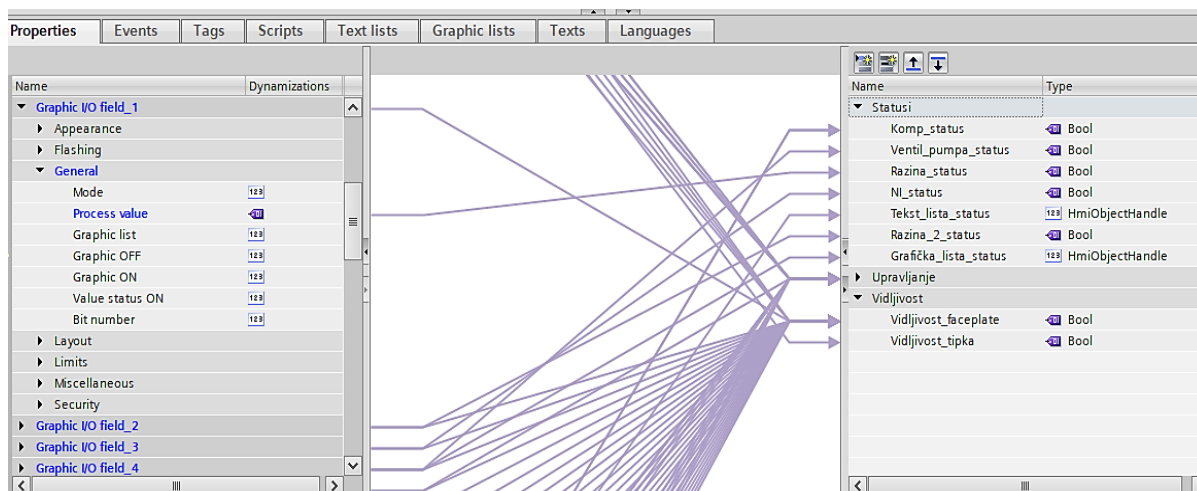 Properties Events Tags Scripts Text lists Graphic lists Texts Languages
Name Dynamizations
Graphic I/O field_1
Appearance
Flashing
General
Mode
Process value
Graphic list
Graphic OFF
Graphic ON
Value status ON
Bit number
Layout
Limits
Miscellaneous
Security
Graphic I/O field_2
Graphic I/O field_3
Graphic I/O field_4
Name Type
Statusi
Komp_status Bool
Ventil_pumpa_status Bool
Razina_status Bool
NI_status Bool
Tekst_lista_status 123 HmiObjectHandle
Razina_2_status Bool
Grafička_lista_status 123 HmiObjectHandle
Upravljanje
Vidljivost
Vidljivost_faceplate Bool
Vidljivost_tipka Bool